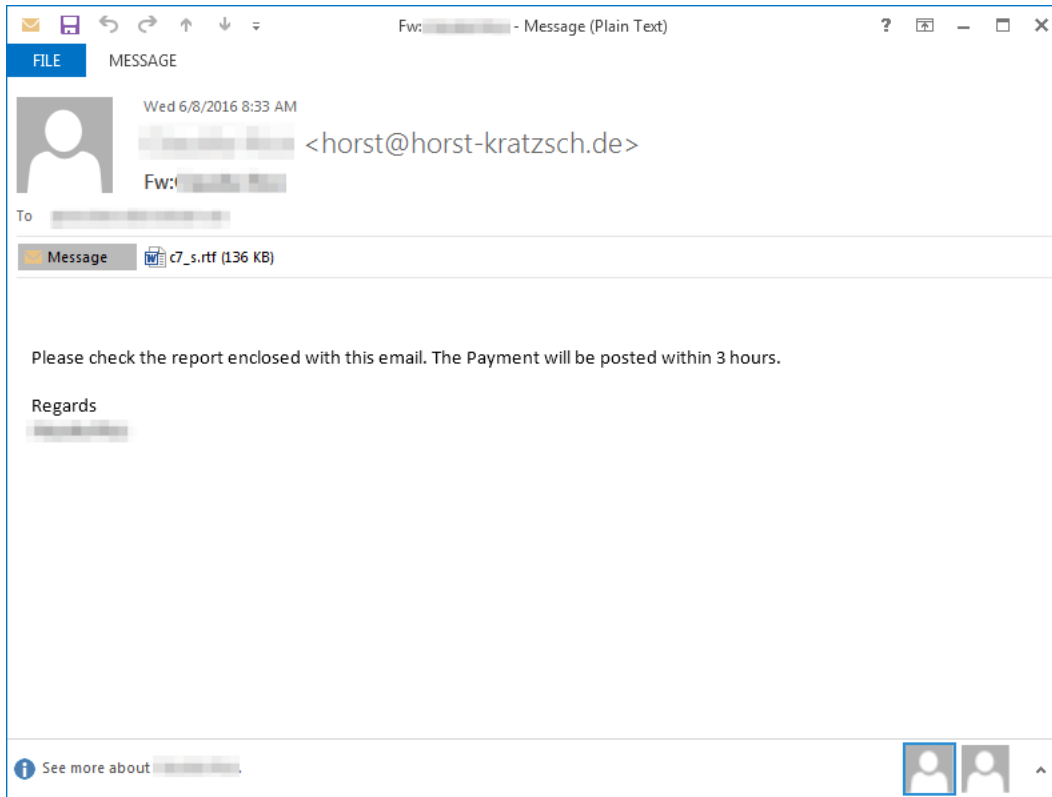 Fw: - Message (Plain Text)
?
FILE MESSAGE
Wed 6/8/2016 8:33 AM
<horst@horst-kratzsch.de>
Fw:
To
Message c7_s.rtf (136 KB)
Please check the report enclosed with this email. The Payment will be posted within 3 hours.
Regards
See more about .